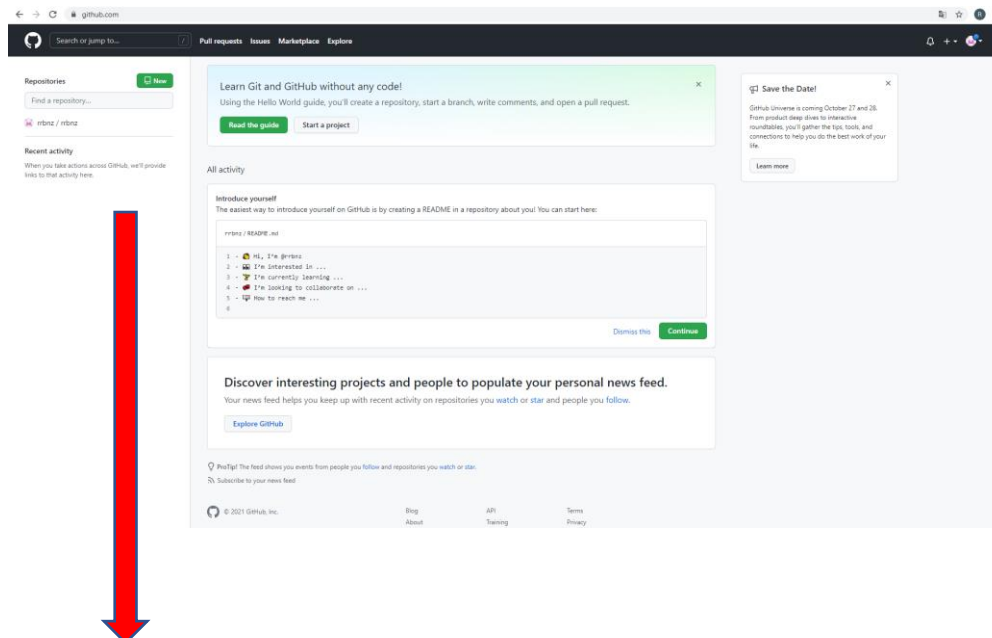 github.com
Search or jump to...
/
Pull requests Issues Marketplace Explore
Repositories
New
Find a repository...
rrbnz / rrbnz
Recent activity
When you take actions across GitHub, we'll provide
links to that activity here.
Learn Git and GitHub without any code!
Using the Hello World guide, you'll create a repository, start a branch, write comments, and open a pull request.
Read the guide Start a project
All activity
Introduce yourself
The easiest way to introduce yourself on GitHub is by creating a README in a repository about you! You can start here:
rrbnz / README.md
1 - Hi, I'm @rrbnz
2 - I'm interested in ...
3 - I'm currently learning ...
4 - I'm looking to collaborate on ...
5 - How to reach me ...
6
Dismiss this Continue
Discover interesting projects and people to populate your personal news feed.
Your news feed helps you keep up with recent activity on repositories you watch or star and people you follow.
Explore GitHub
ProTip! The feed shows you events from people you follow and repositories you watch or star.
Subscribe to your news feed
© 2021 GitHub, Inc.
Blog API Terms
About Training Privacy
Save the Date!
GitHub Universe is coming October 27 and 28.
From product deep dives to interactive
roundtables, you'll gather the tips, tools, and
connections to help you do the best work of your
life.
Learn more